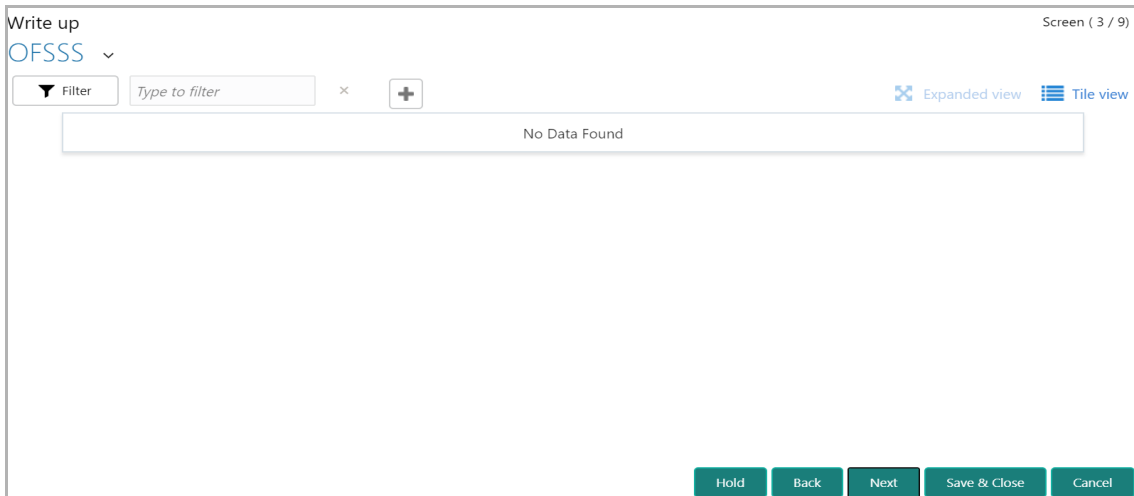 Write up
Screen ( 3 / 9)
OFSSS
Filter
Type to filter
×
Expanded view
Tile view
No Data Found
Hold
Back
Next
Save & Close
Cancel